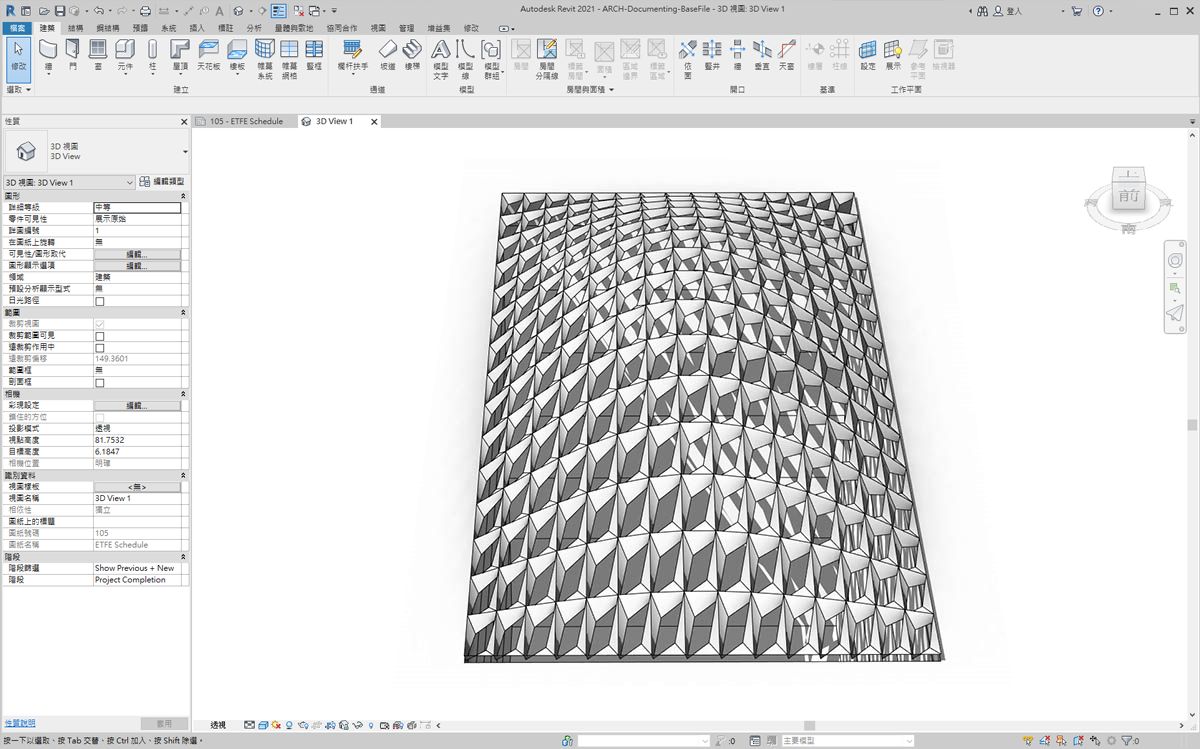 Autodesk Revit 2021 - ARCH-Documenting-BaseFile - 3D 視圖: 3D View 1
登入
檔案 建築 結構 鋼結構 預鑄 系統 插入 標註 分析 量體與敷地 協同合作 視圖 管理 增益集 修改
修改 牆 門 窗 元件 柱 屋頂 天花板 樓板 帷幕系統 帷幕網格 豎框 欄杆扶手 坡道 樓梯 模型文字 模型線 模型群組 房間 房間分隔線 標籤房間 面積 區域邊界 標籤區域 依面 豎井 牆 垂直 天窗 樓層 柱線 設定 展示 參考平面 檢視器
選取 建立 通道 模型 房間與面積 開口 基準 工作平面
性質
105 - ETFE Schedule
3D View 1
3D 視圖
3D View
3D 視圖: 3D View 1
編輯類型
圖形
詳細等級 中等
零件可見性 展示原始
詳圖編號 1
在圖紙上旋轉 無
可見性/圖形取代 編輯...
圖形顯示選項 編輯...
領域 建築
預設分析顯示型式 無
日光路徑
範圍
裁剪視圖
裁剪範圍可見
遠裁剪作用中
遠裁剪偏移 149.3601
範圍框 無
剖面框
相機
彩現設定 編輯...
鎖住的方位
投影模式 透視
視點高度 81.7532
目標高度 6.1847
相機位置 明確
識別資料
視圖樣板 <無>
視圖名稱 3D View 1
相依性 獨立
圖紙上的標題
圖紙號碼 105
圖紙名稱 ETFE Schedule
階段
階段篩選 Show Previous + New
階段 Project Completion
上
前
南
性質說明
套用
透視
按一下以選取、按 Tab 交替、按 Ctrl 加入、按 Shift 除選。
:0
主要模型
:0